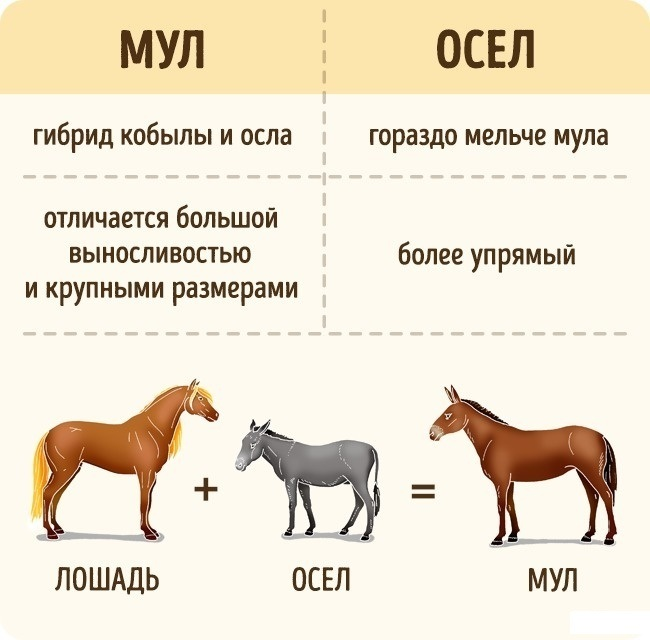 МУЛ
ОСЕЛ
гибрид кобылы и осла
гораздо мельче мула
отличается большой
выносливостью
и крупными размерами
более упрямый
+
=
ЛОШАДЬ
ОСЕЛ
МУЛ